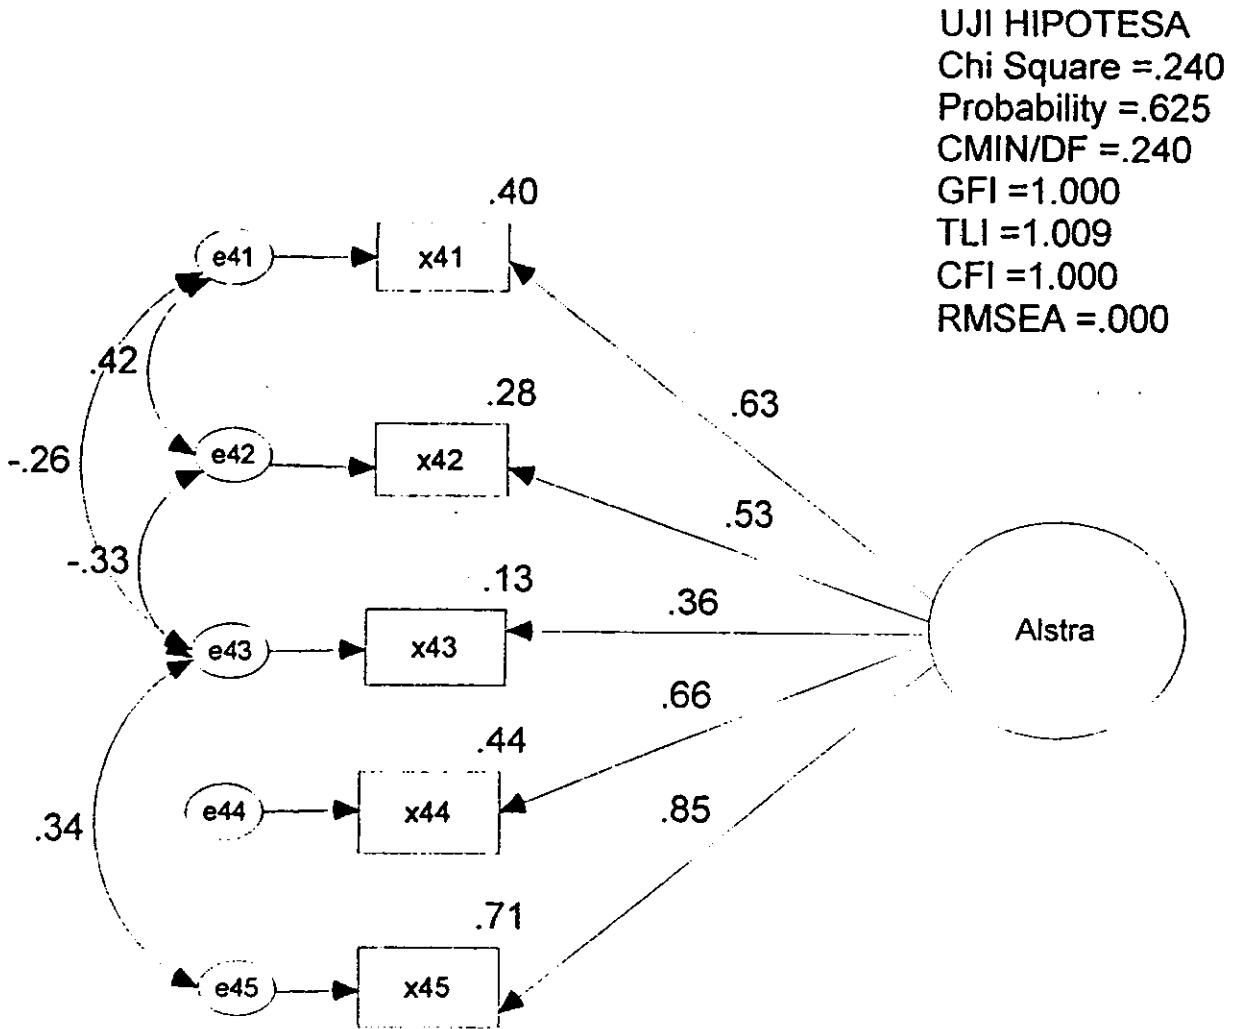 UJI HIPOTESA
Chi Square =.240
Probability =.625
CMIN/DF =.240
GFI =1.000
TLI =1.009
CFI =1.000
RMSEA =.000
.40
e41
x41
.42
.63
.28
-.26
e42
x42
.53
-.33
.13
.36
e43
x43
Alstra
.66
.44
.34
e44
x44
.85
.71
e45
x45